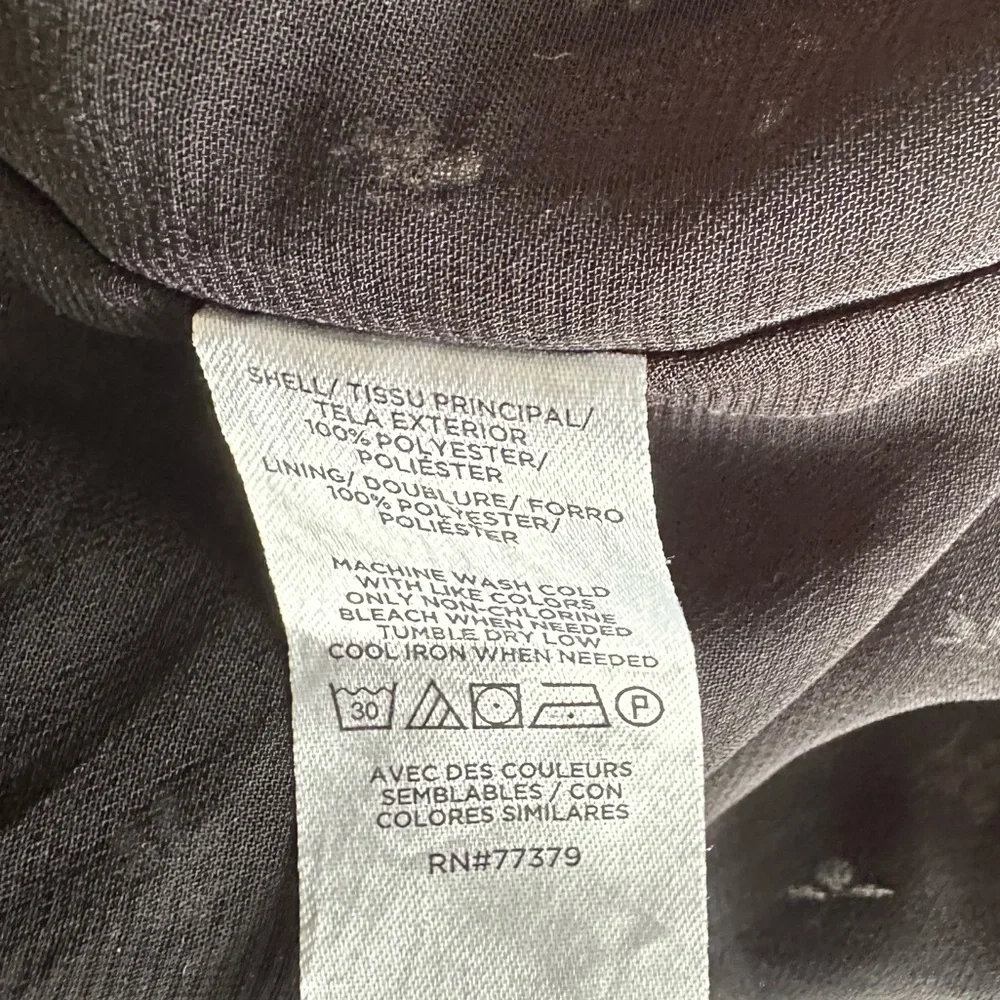 SHELL/ TISSU PRINCIPAL/
TELA EXTERIOR
100% POLYESTER/
POLIÉSTER
LINING/ DOUBLURE/ FORRO
100% POLYESTER/
POLIÉSTER
MACHINE WASH COLD
WITH LIKE COLORS
ONLY NON-CHLORINE
BLEACH WHEN NEEDED
TUMBLE DRY LOW
COOL IRON WHEN NEEDED
30 P
AVEC DES COULEURS
SEMBLABLES / CON
COLORES SIMILARES
RN#77379